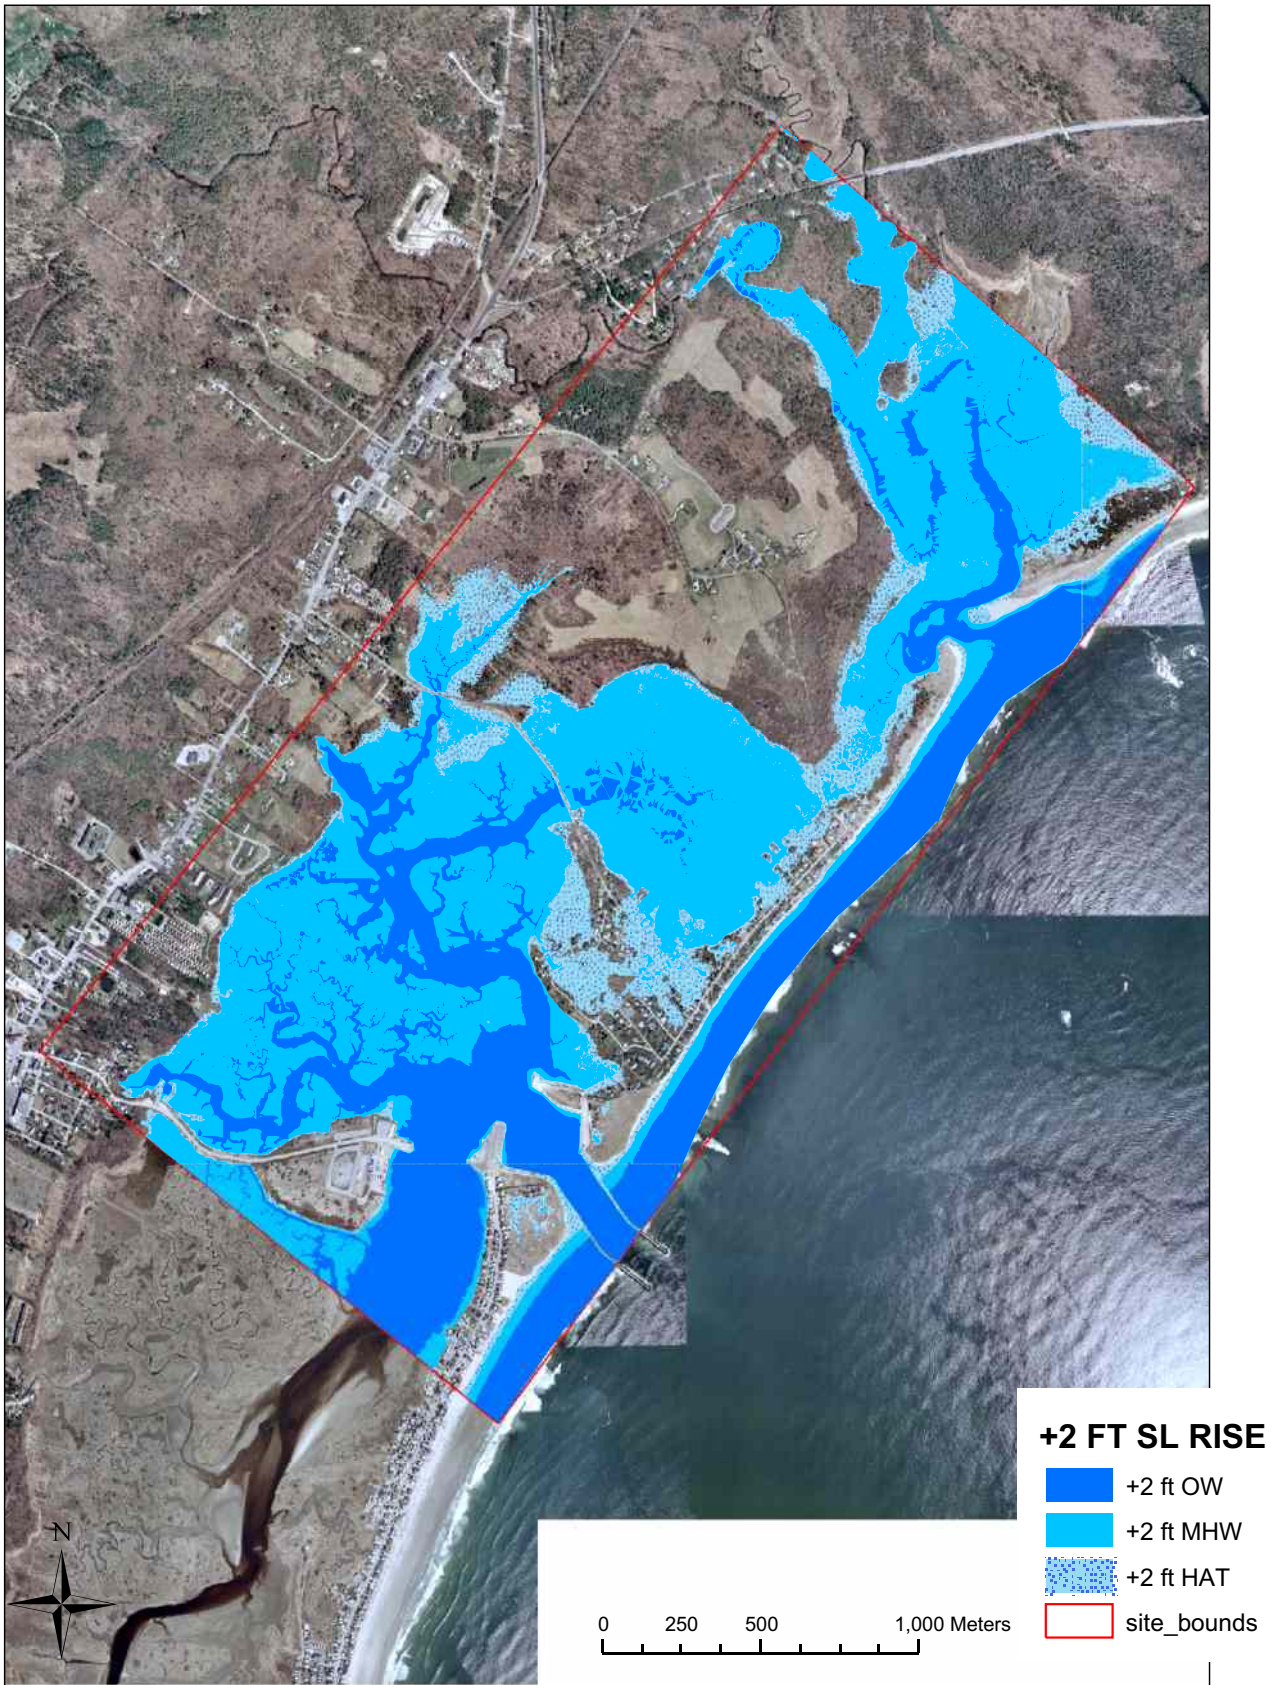 +2 FT SL RISE
+2 ft OW
+2 ft MHW
+2 ft HAT
site_bounds
N
0 250 500 1,000 Meters